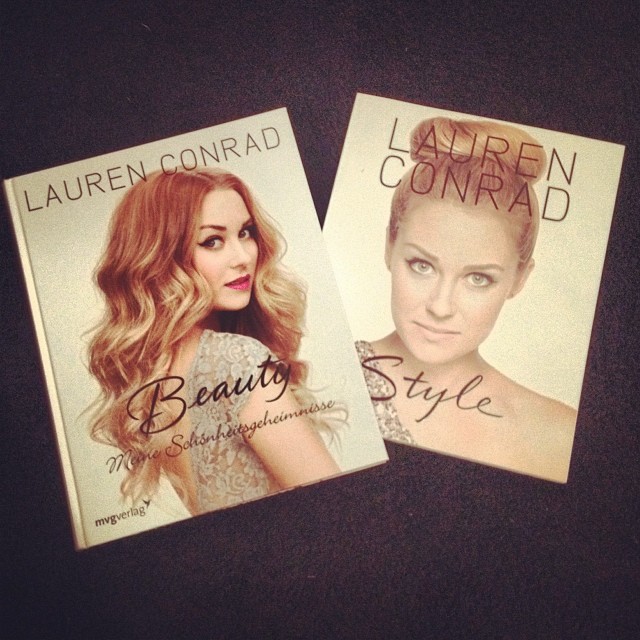 LAUREN CONRAD
Beauty
Meine Schönheitsgeheimnisse
mvgverlag
LAUREN
CONRAD
Style